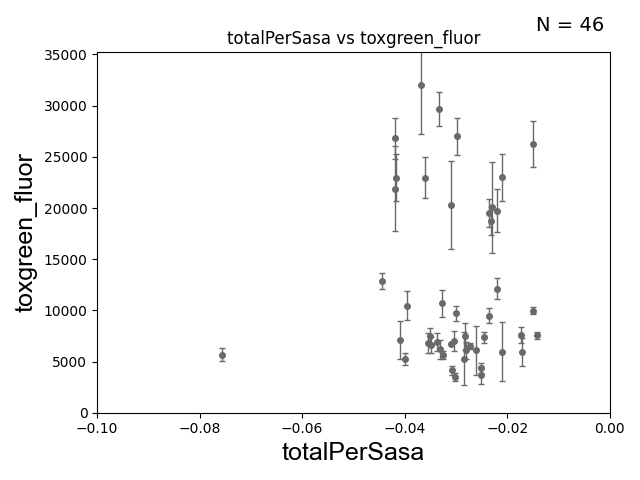 N = 46
totalPerSasa vs toxgreen_fluor
35000
30000
25000
20000
15000
10000
5000
0
toxgreen_fluor
−0.10 −0.08 −0.06 −0.04 −0.02 0.00
totalPerSasa